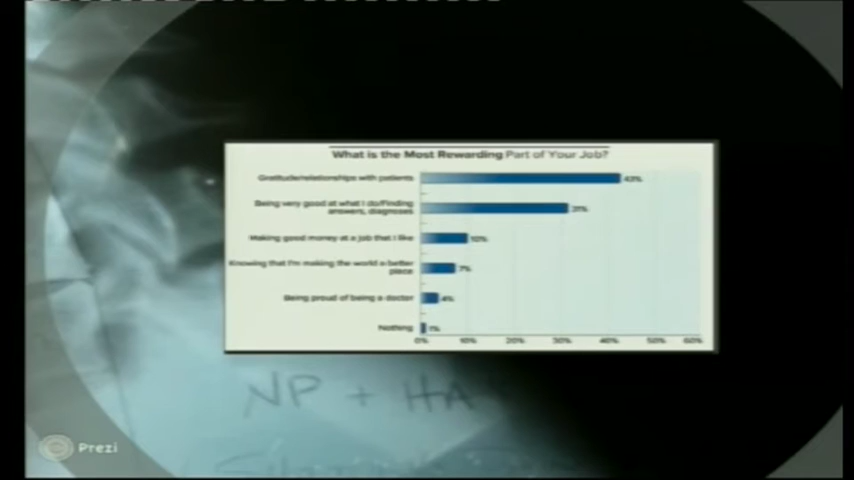 What is the Most Rewarding Part of Your Job?
Gratitude/relationships with patients 43%
Being very good at what I do/Finding
answers, diagnoses 31%
Making good money at a job that I like 10%
Knowing that I'm making the world a better
place 7%
Being proud of being a doctor 4%
Nothing 1%
0% 10% 20% 30% 40% 50% 60%
NP + HA
Prezi